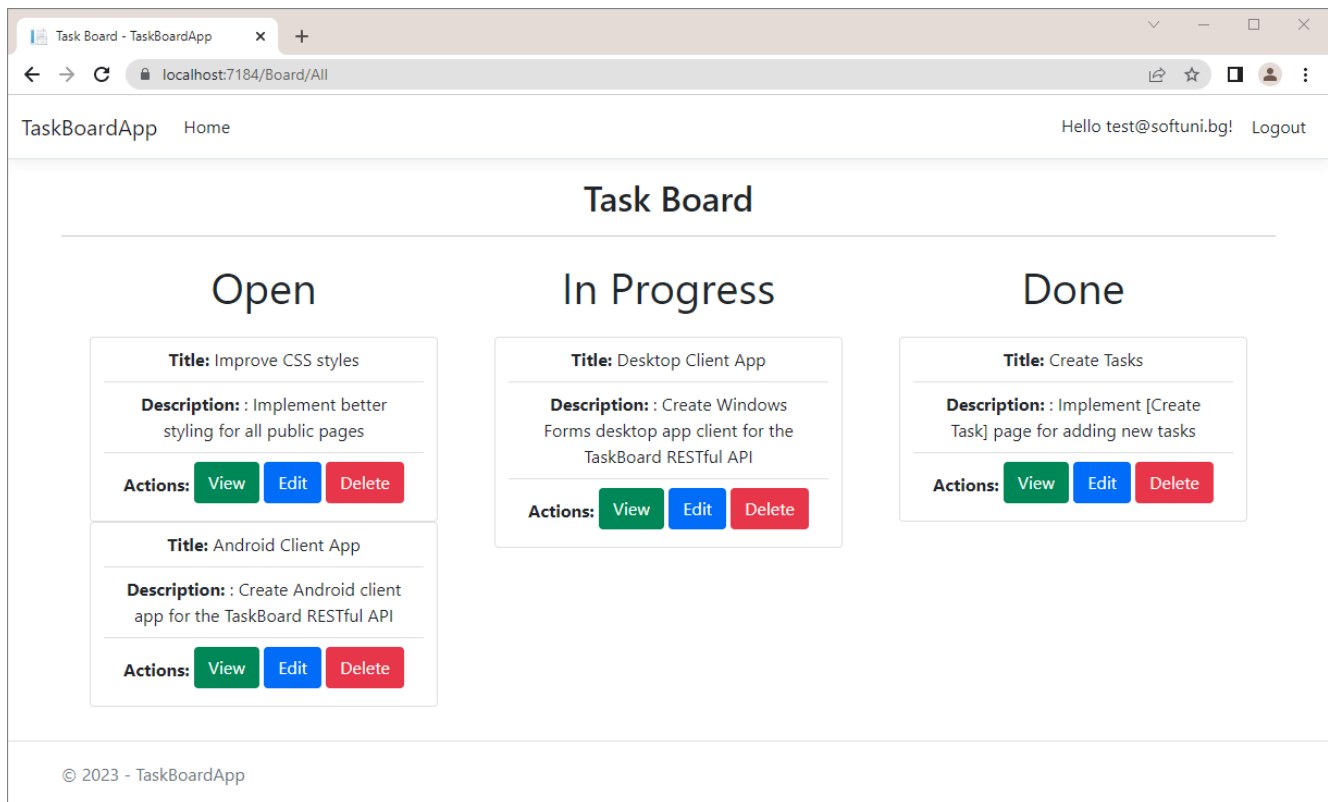 Task Board - TaskBoardApp
localhost:7184/Board/All
TaskBoardApp Home Hello test@softuni.bg! Logout
Task Board
Open
Title: Improve CSS styles
Description: : Implement better
styling for all public pages
Actions: View Edit Delete
Title: Android Client App
Description: : Create Android client
app for the TaskBoard RESTful API
Actions: View Edit Delete
In Progress
Title: Desktop Client App
Description: : Create Windows
Forms desktop app client for the
TaskBoard RESTful API
Actions: View Edit Delete
Done
Title: Create Tasks
Description: : Implement [Create
Task] page for adding new tasks
Actions: View Edit Delete
© 2023 - TaskBoardApp